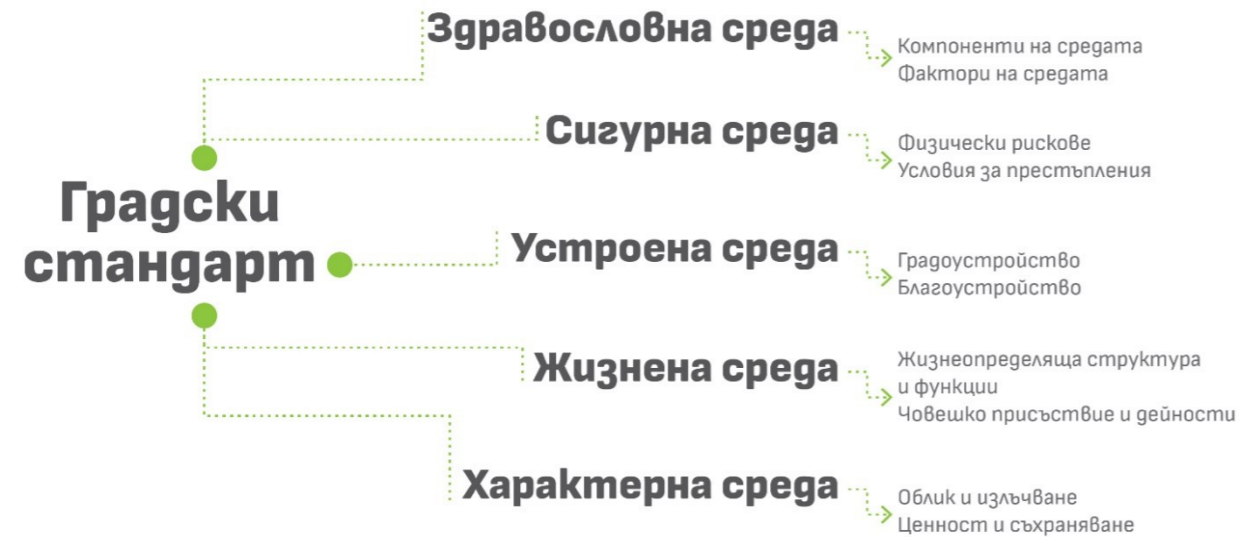 Градски
стандарт
Здравословна среда
Компоненти на средата
Фактори на средата
Сигурна среда
Физически рискове
Условия за престъпления
Устроена среда
Градоустройство
Благоустройство
Жизнена среда
Жизнеопределяща структура
и функции
Човешко присъствие и дейности
Характерна среда
Облик и излъчване
Ценност и съхраняване